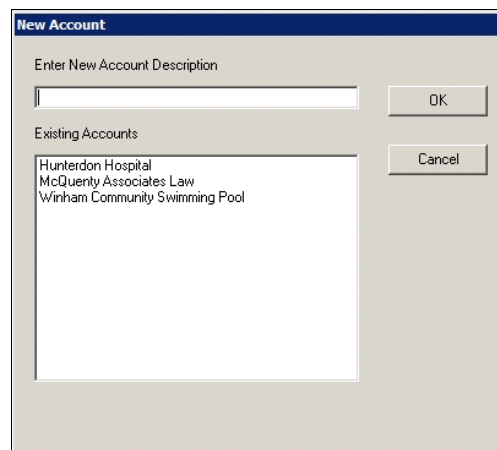 New Account
Enter New Account Description
OK
Existing Accounts
Cancel
Hunterdon Hospital
McQuenty Associates Law
Winham Community Swimming Pool